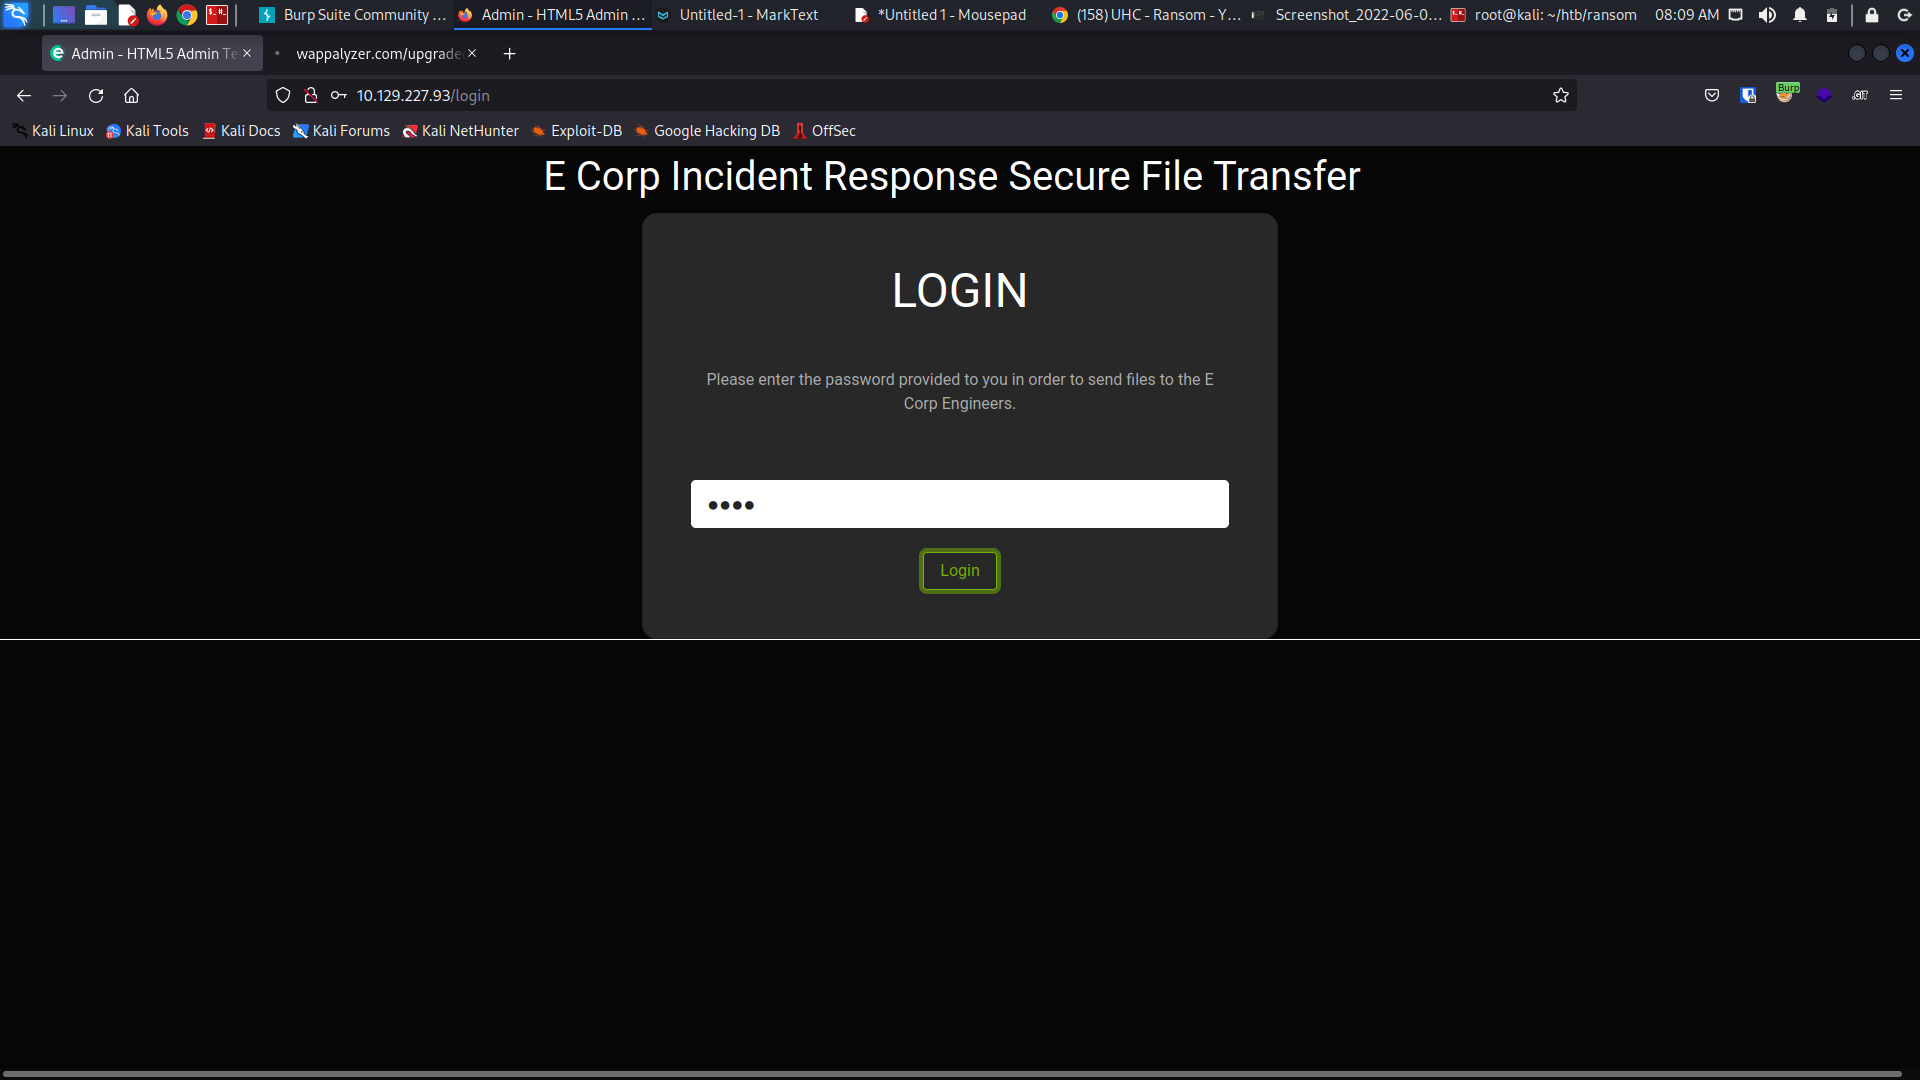 Burp Suite Community ...
Admin - HTML5 Admin ...
Untitled-1 - MarkText
*Untitled 1 - Mousepad
(158) UHC - Ransom - Y...
Screenshot_2022-06-0...
root@kali: ~/htb/ransom
08:09 AM
Admin - HTML5 Admin Te
wappalyzer.com/upgrade
10.129.227.93/login
Burp
.GIT
Kali Linux
Kali Tools
Kali Docs
Kali Forums
Kali NetHunter
Exploit-DB
Google Hacking DB
OffSec
E Corp Incident Response Secure File Transfer
LOGIN
Please enter the password provided to you in order to send files to the E
Corp Engineers.
Login